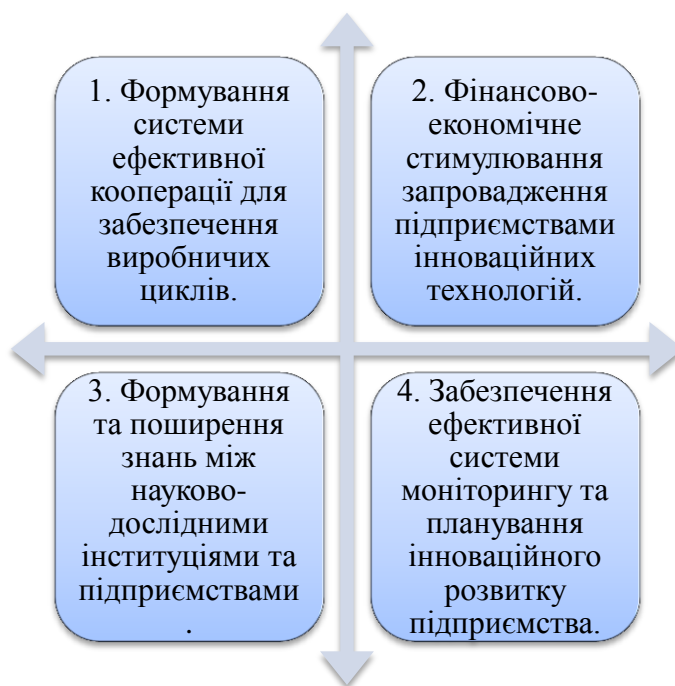 1. Формування
системи
ефективної
кооперації для
забезпечення
виробничих
циклів.
2. Фінансово-
економічне
стимулювання
запровадження
підприємствами
інноваційних
технологій.
3. Формування
та поширення
знань між
науково-
дослідними
інституціями та
підприємствами
.
4. Забезпечення
ефективної
системи
моніторингу та
планування
інноваційного
розвитку
підприємства.